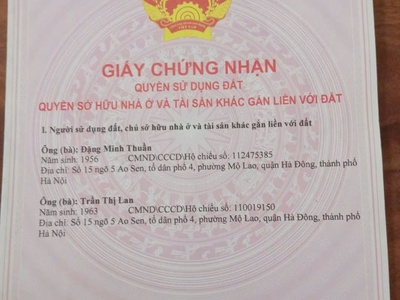 GIẤY CHỨNG NHẬN
QUYỀN SỬ DỤNG ĐẤT
QUYỀN SỞ HỮU NHÀ Ở VÀ TÀI SẢN KHÁC GẮN LIỀN VỚI ĐẤT
I. Người sử dụng đất, chủ sở hữu nhà ở và tài sản khác gắn liền với đất
Ông (bà): Đặng Minh Thuần
Năm sinh: 1956 CMND\CCCD\Hộ chiếu số: 112475385
Địa chỉ: Số 15 ngõ 5 Ao Sen, tổ dân phố 4, phường Mộ Lao, quận Hà Đông, thành phố
Hà Nội
Ông (bà): Trần Thị Lan
Năm sinh: 1963 CMND\CCCD\Hộ chiếu số: 110019150
Địa chỉ: Số 15 ngõ 5 Ao Sen, tổ dân phố 4, phường Mộ Lao, quận Hà Đông, thành phố
Hà Nội